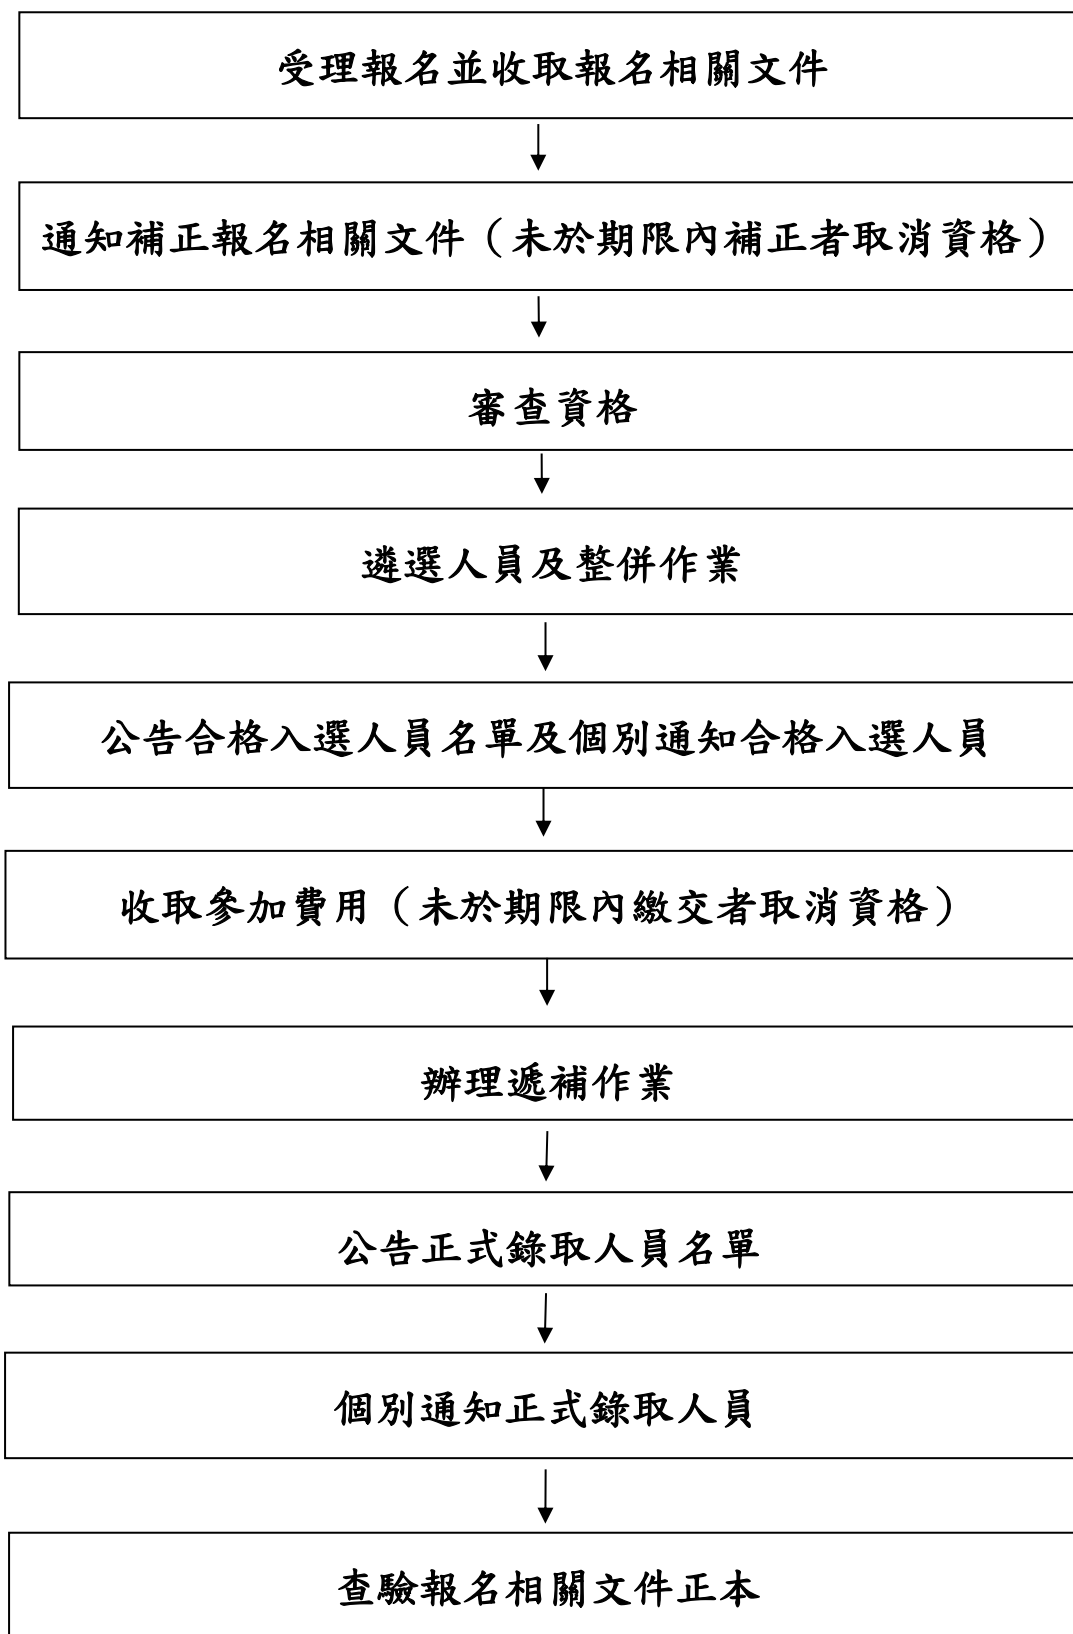 受理報名並收取報名相關文件
通知補正報名相關文件（未於期限內補正者取消資格）
審查資格
遴選人員及整併作業
公告合格入選人員名單及個別通知合格入選人員
收取參加費用（未於期限內繳交者取消資格）
辦理遞補作業
公告正式錄取人員名單
個別通知正式錄取人員
查驗報名相關文件正本